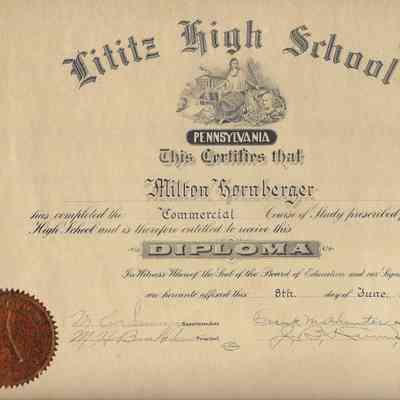 Lititz High School
PENNSYLVANIA
This Certifies that
Milton Hornberger
has completed the Commercial Course of Study prescribed
High School and is therefore entitled to receive this
DIPLOMA
In Witness Whereof the Seal of the Board of Education and our
are hereunto affixed this 8th. day of June,
Superintendent
Principal